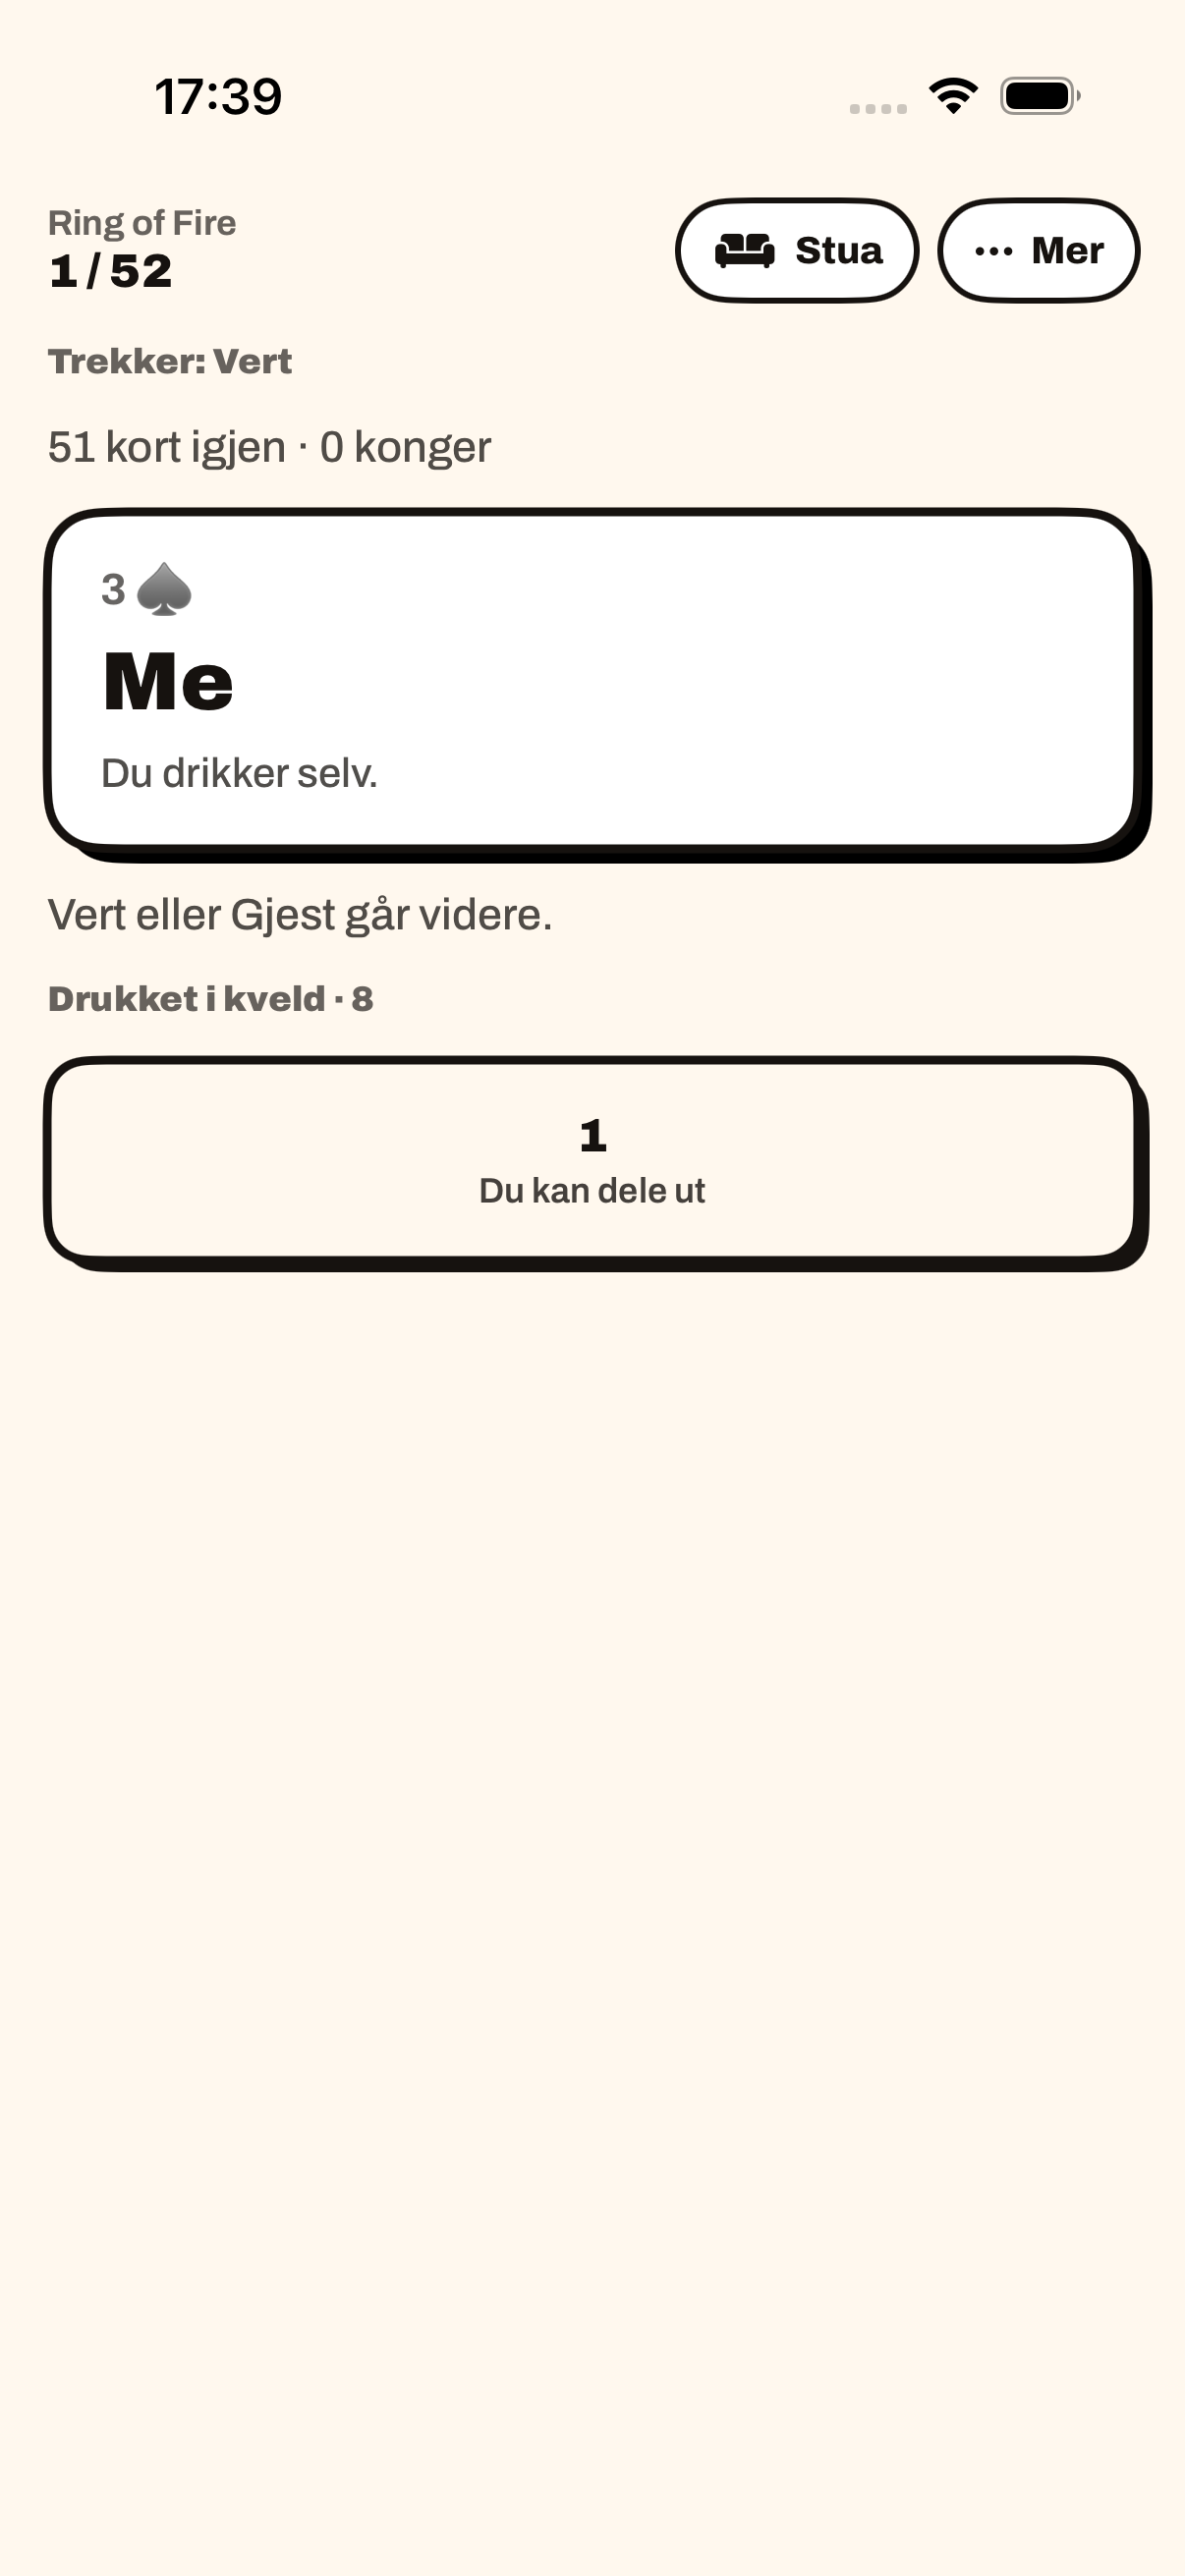 17:39
Ring of Fire
1/52
Stua
Mer
Trekker: Vert
51 kort igjen · 0 konger
3 ♠
Me
Du drikker selv.
Vert eller Gjest går videre.
Drukket i kveld · 8
1
Du kan dele ut